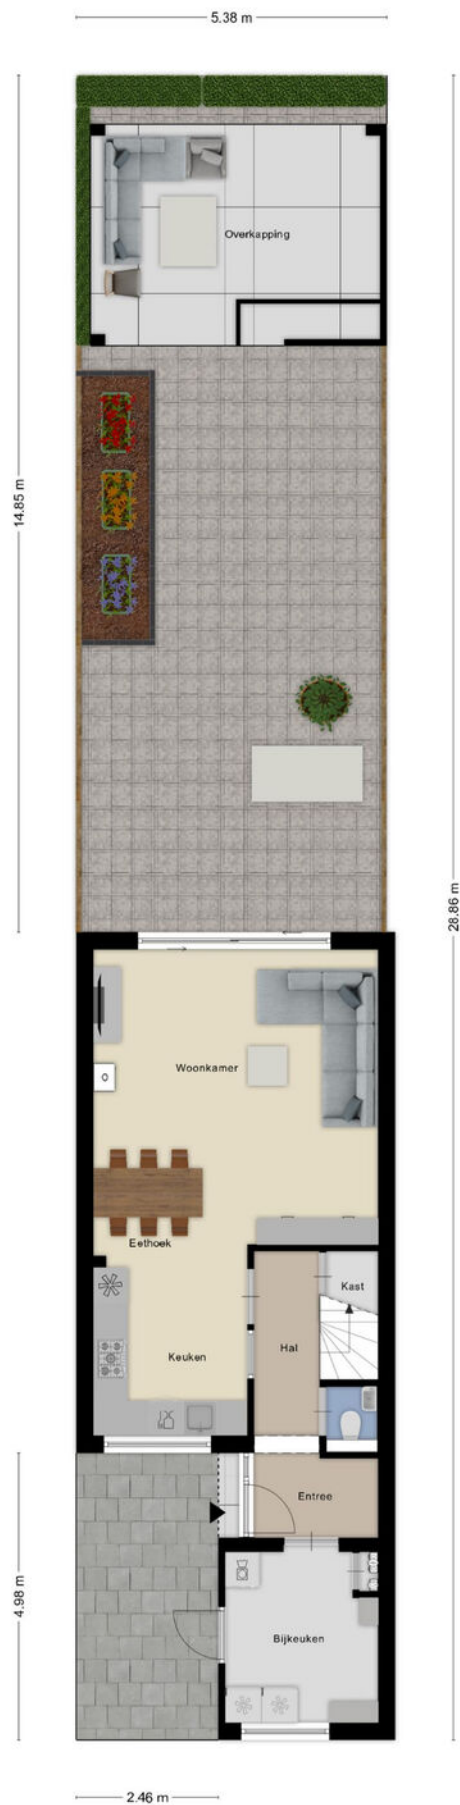 5.38 m
Overkapping
14.85 m
28.86 m
Woonkamer
Eethoek
Kast
Hal
Keuken
Entree
4.98 m
Bijkeuken
2.46 m